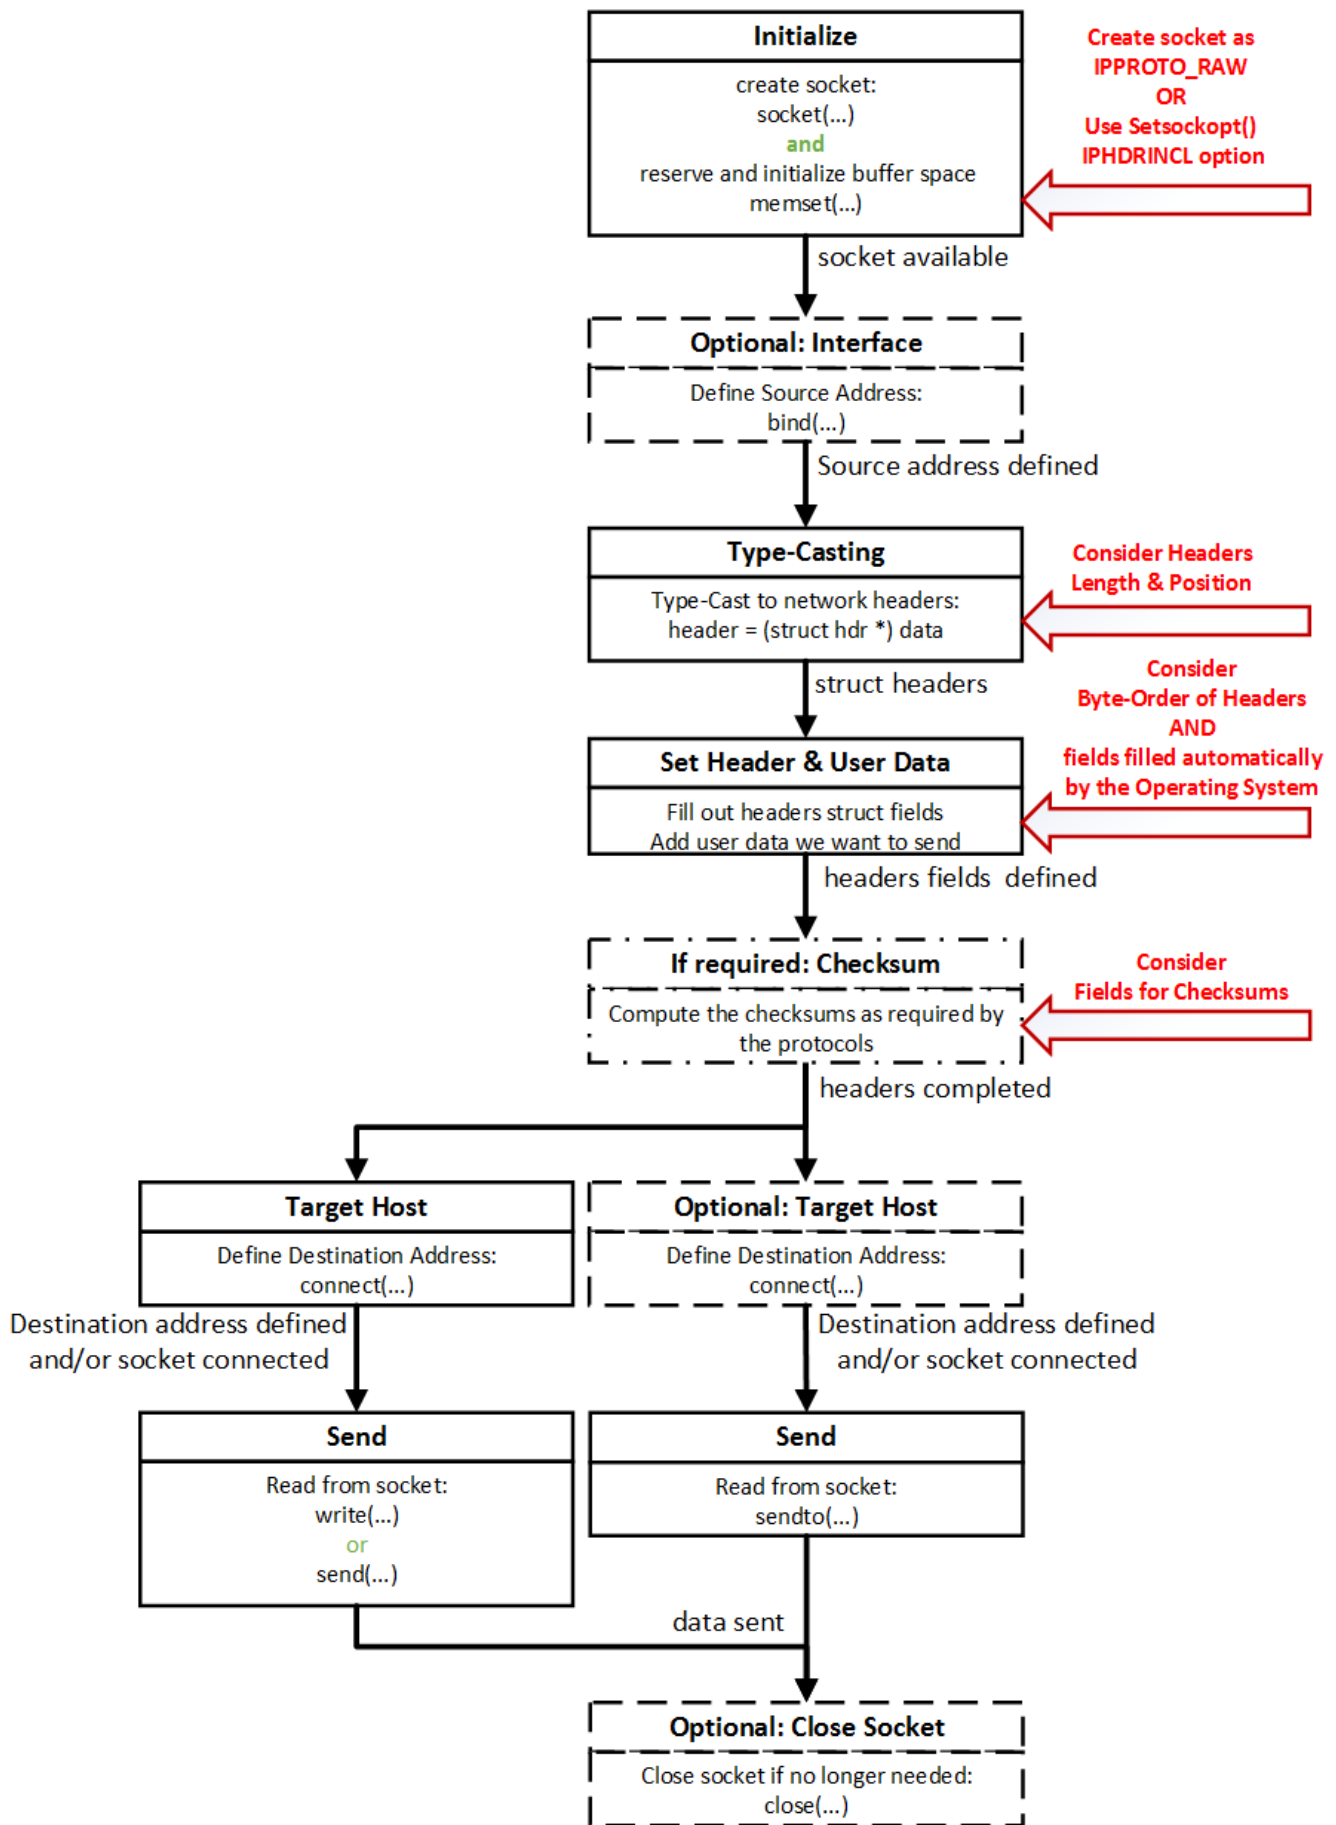 Initialize
create socket:
socket(...)
and
reserve and initialize buffer space
memset(...)
Create socket as
IPPROTO_RAW
OR
Use Setsockopt()
IPHDRINCL option
socket available
Optional: Interface
Define Source Address:
bind(...)
Source address defined
Type-Casting
Type-Cast to network headers:
header = (struct hdr *) data
Consider Headers
Length & Position
struct headers
Set Header & User Data
Fill out headers struct fields
Add user data we want to send
Consider
Byte-Order of Headers
AND
fields filled automatically
by the Operating System
headers fields  defined
If required: Checksum
Compute the checksums as required by
the protocols
Consider
Fields for Checksums
headers completed
Target Host
Define Destination Address:
connect(...)
Optional: Target Host
Define Destination Address:
connect(...)
Destination address defined
and/or socket connected
Destination address defined
and/or socket connected
Send
Read from socket:
write(...)
or
send(...)
Send
Read from socket:
sendto(...)
data sent
Optional: Close Socket
Close socket if no longer needed:
close(...)